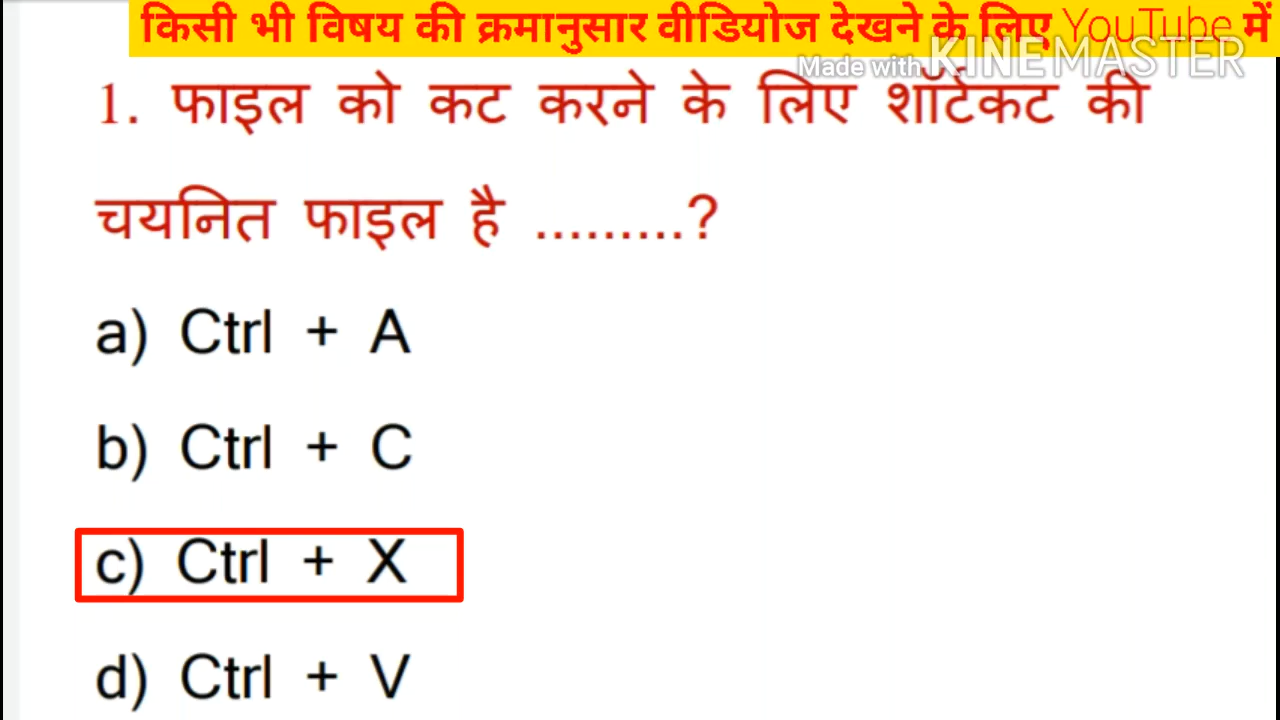 किसी भी विषय की क्रमानुसार वीडियोज देखने के लिए YouTube में
Made with KINEMASTER
1. फाइल को कट करने के लिए शॉर्टकट की
चयनित फाइल है .........?
a) Ctrl + A
b) Ctrl + C
c) Ctrl + X
d) Ctrl + V